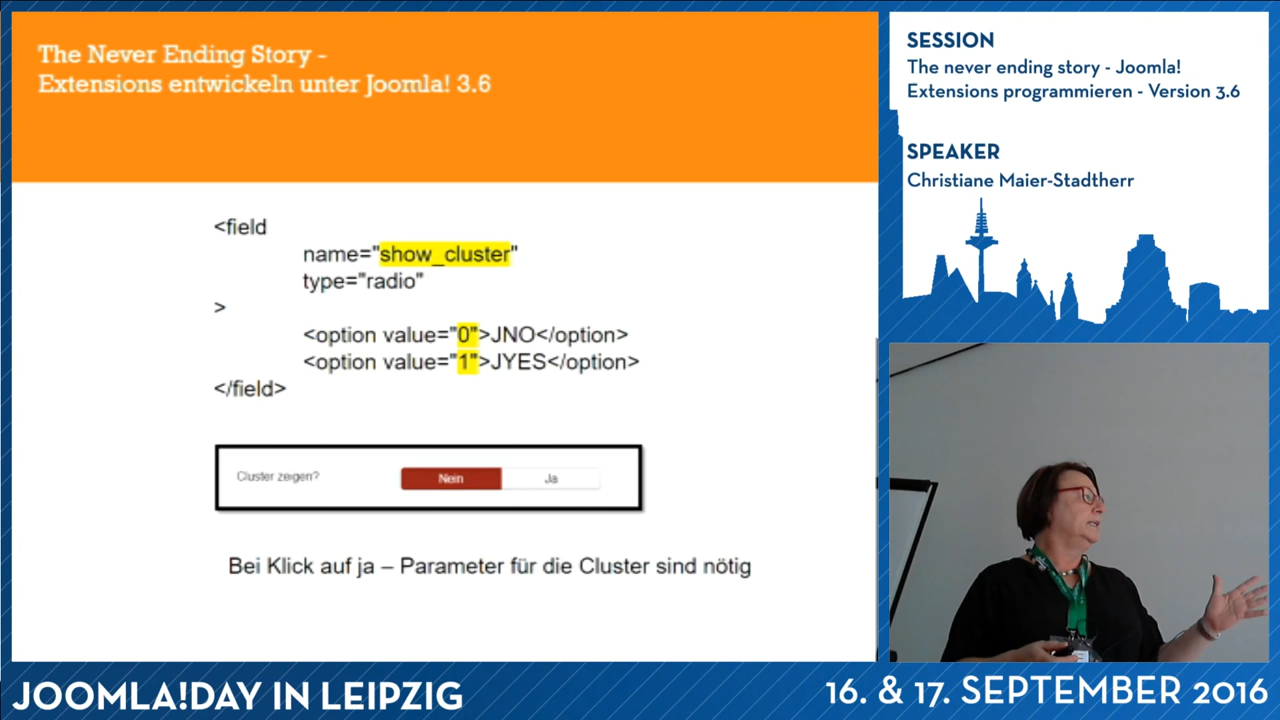 The Never Ending Story -
Extensions entwickeln unter Joomla! 3.6
<field
name="show_cluster"
type="radio"
>
<option value="0">JNO</option>
<option value="1">JYES</option>
</field>
Cluster zeigen?
Nein
Ja
Bei Klick auf ja – Parameter für die Cluster sind nötig
SESSION
The never ending story - Joomla!
Extensions programmieren - Version 3.6
SPEAKER
Christiane Maier-Stadtherr
JOOMLA!DAY IN LEIPZIG
16. & 17. SEPTEMBER 2016